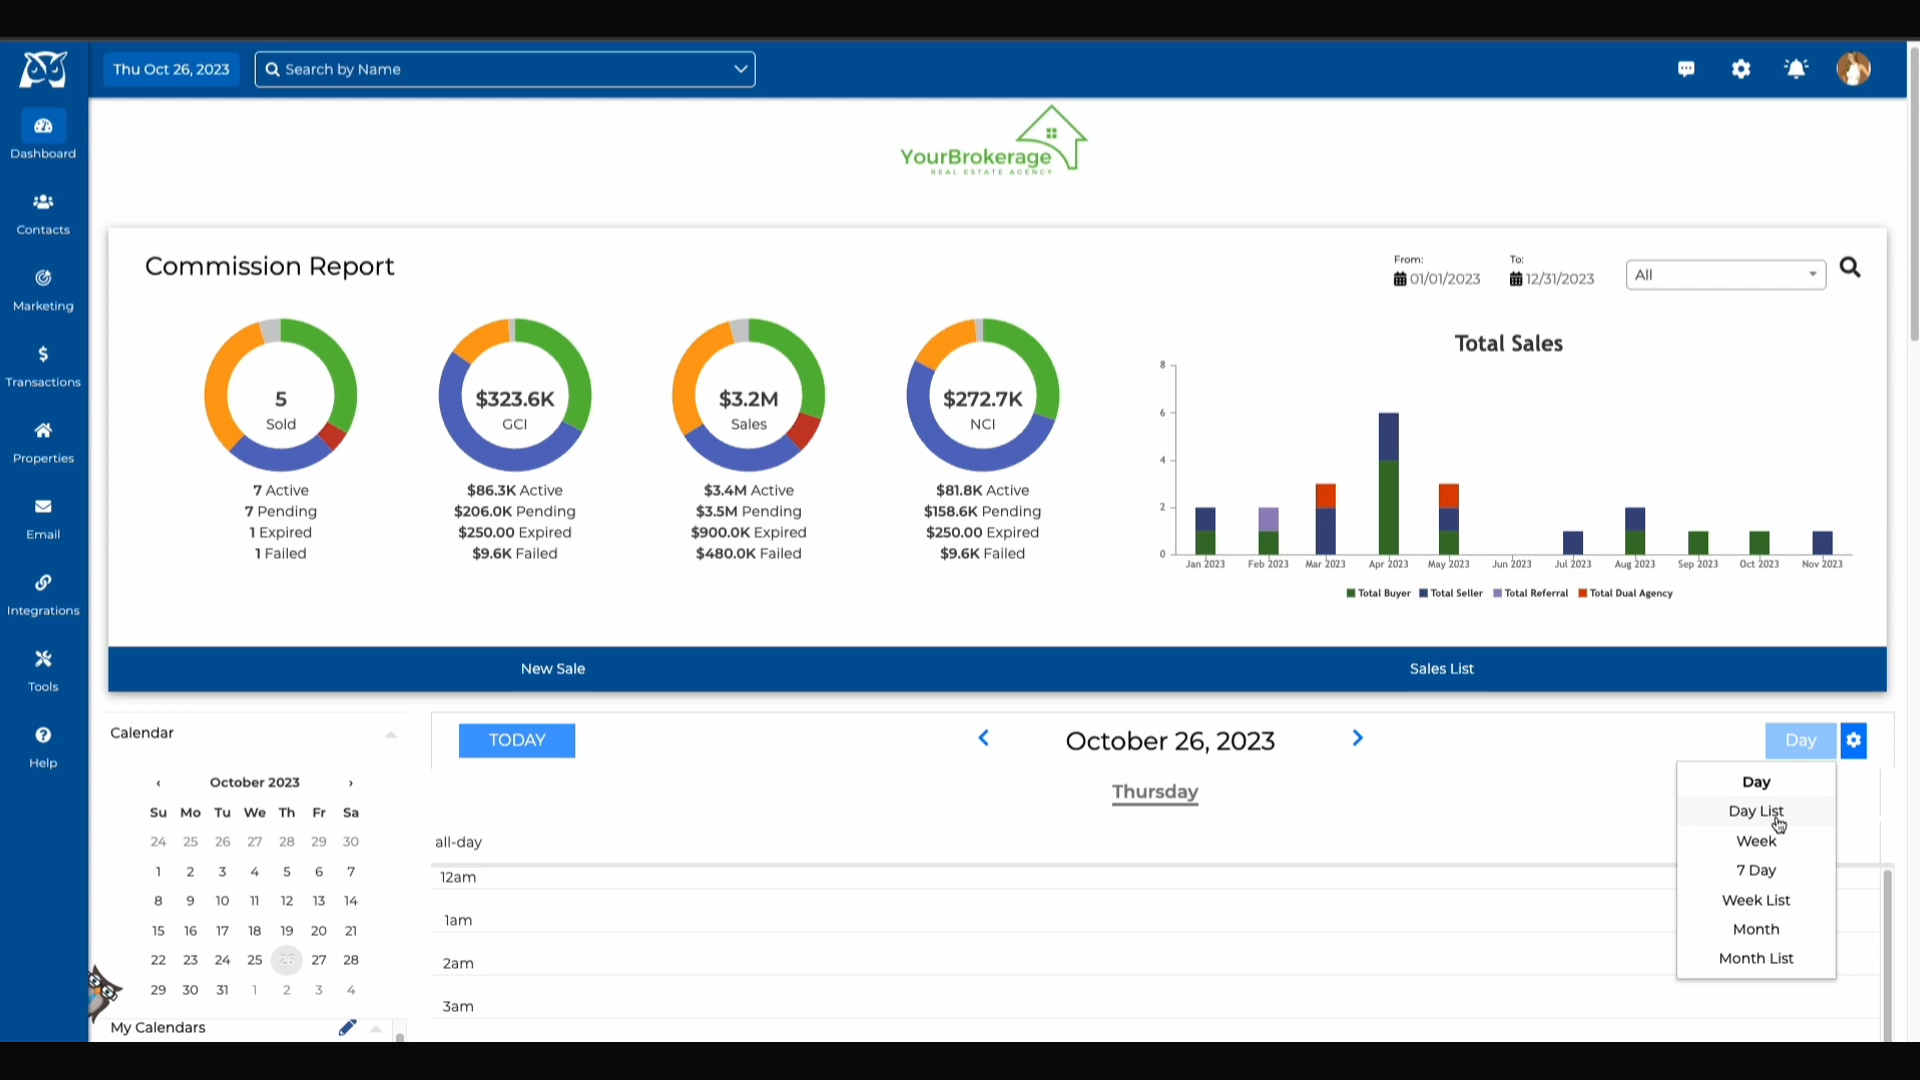 Thu Oct 26, 2023
Search by Name
Dashboard
Contacts
Marketing
Transactions
Properties
Email
Integrations
Tools
Help
YourBrokerage
REAL ESTATE AGENCY
Commission Report
From:
01/01/2023
To:
12/31/2023
All
5
Sold
7 Active
7 Pending
1 Expired
1 Failed
$323.6K
GCI
$86.3K Active
$206.0K Pending
$250.00 Expired
$9.6K Failed
$3.2M
Sales
$3.4M Active
$3.5M Pending
$900.0K Expired
$480.0K Failed
$272.7K
NCI
$81.8K Active
$158.6K Pending
$250.00 Expired
$9.6K Failed
Total Sales
8
6
4
2
0
Jan 2023 Feb 2023 Mar 2023 Apr 2023 May 2023 Jun 2023 Jul 2023 Aug 2023 Sep 2023 Oct 2023 Nov 2023
Total Buyer Total Seller Total Referral Total Dual Agency
New Sale
Sales List
Calendar
‹ October 2023 ›
Su Mo Tu We Th Fr Sa
24 25 26 27 28 29 30
1 2 3 4 5 6 7
8 9 10 11 12 13 14
15 16 17 18 19 20 21
22 23 24 25 26 27 28
29 30 31 1 2 3 4
My Calendars
TODAY
October 26, 2023
Day
Thursday
all-day
12am
1am
2am
3am
Day
Day List
Week
7 Day
Week List
Month
Month List